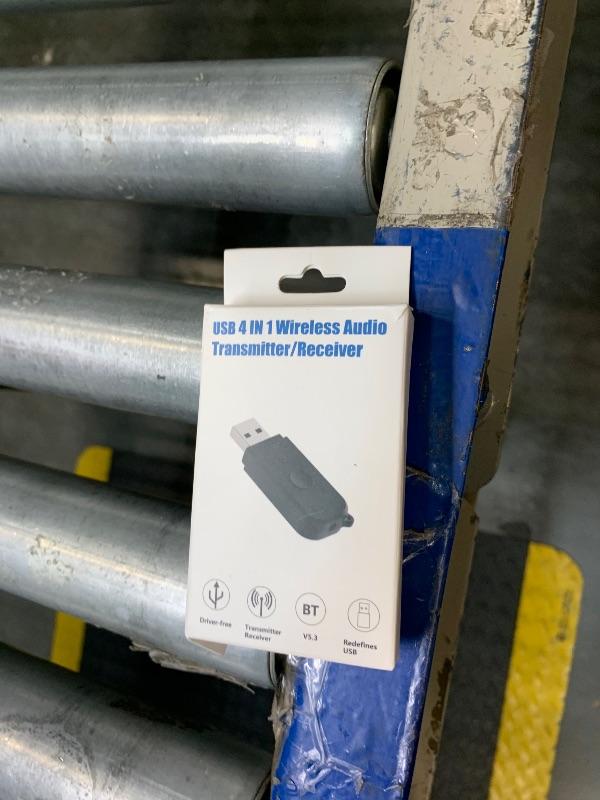 USB 4 IN 1 Wireless Audio
Transmitter/Receiver
Driver-free
Transmitter
Receiver
BT
V5.3
Redefines
USB